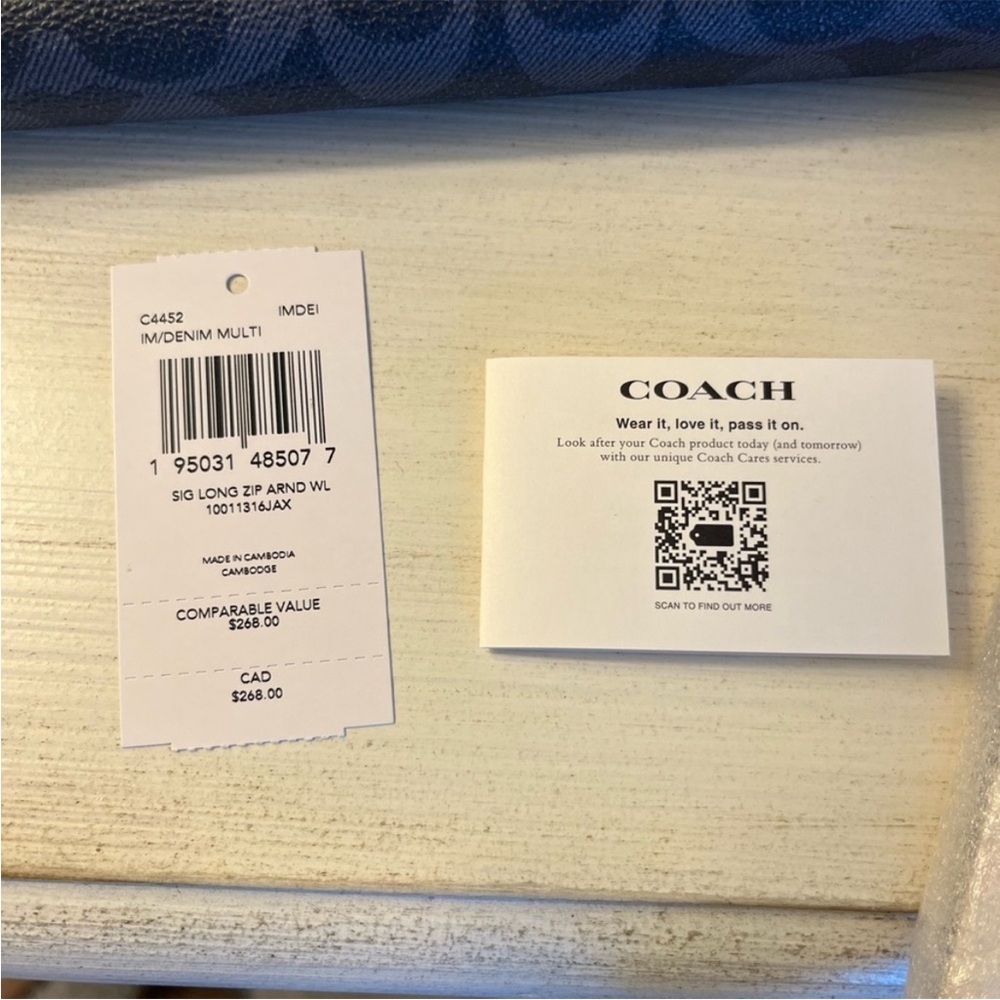 C4452 IMDEI
IM/DENIM MULTI
1 95031 48507 7
SIG LONG ZIP ARND WL
10011316JAX
MADE IN CAMBODIA
CAMBODGE
COMPARABLE VALUE
$268.00
CAD
$268.00
COACH
Wear it, love it, pass it on.
Look after your Coach product today (and tomorrow)
with our unique Coach Cares services.
SCAN TO FIND OUT MORE